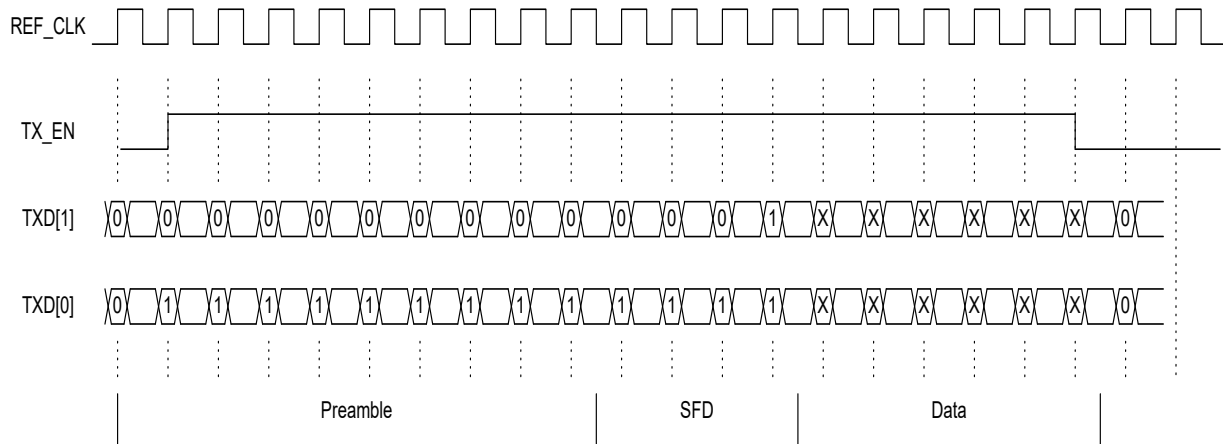 REF_CLK
TX_EN
TXD[1] 0 0 0 0 0 0 0 0 0 0 0 0 0 1 X X X X X X 0
TXD[0] 0 1 1 1 1 1 1 1 1 1 1 1 1 1 X X X X X X 0
Preamble SFD Data